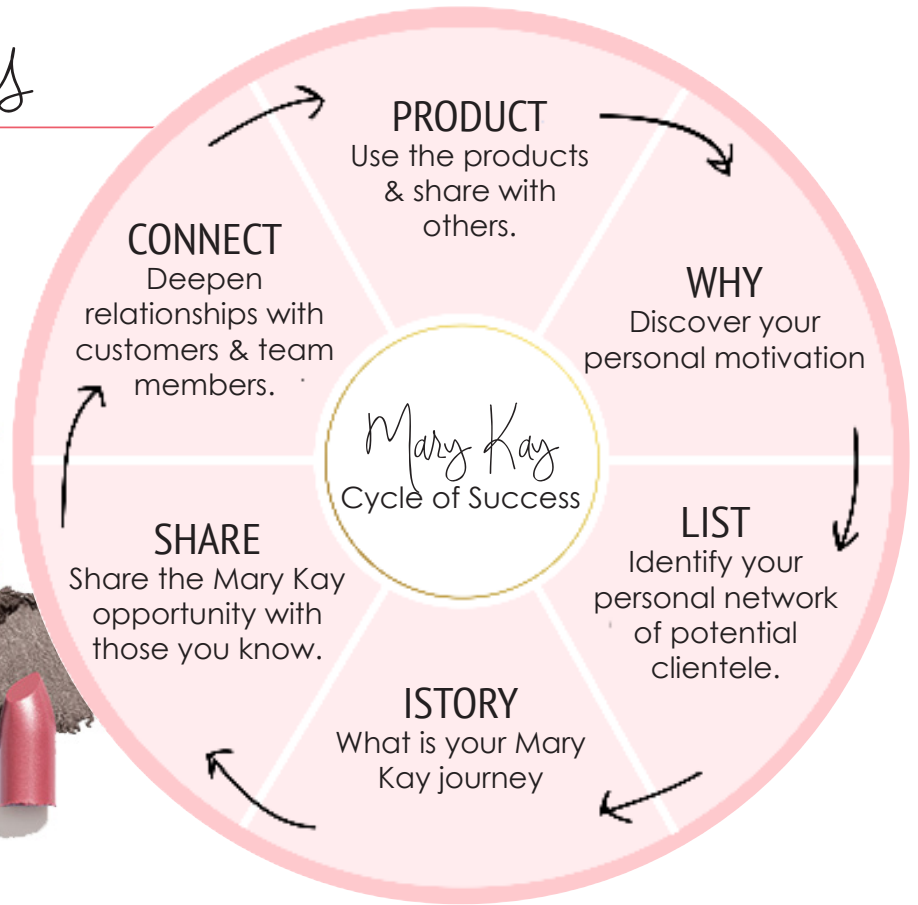 s
PRODUCT
Use the products
& share with
others.
WHY
Discover your
personal motivation
LIST
Identify your
personal network
of potential
clientele.
ISTORY
What is your Mary
Kay journey
SHARE
Share the Mary Kay
opportunity with
those you know.
CONNECT
Deepen
relationships with
customers & team
members.
Mary Kay
Cycle of Success